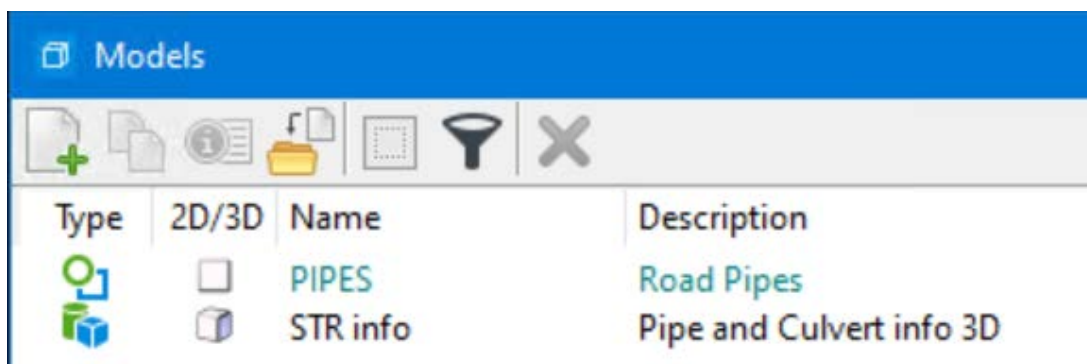 Models
Type 2D/3D Name Description
PIPES Road Pipes
STR info Pipe and Culvert info 3D